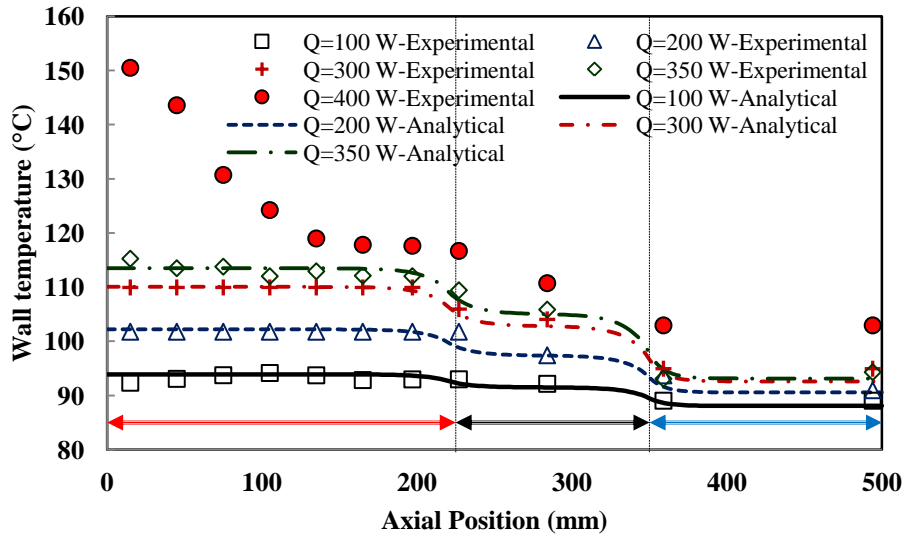 160
150
140
130
120
110
100
90
80
Wall temperature (°C)
Q=100 W-Experimental
Q=200 W-Experimental
Q=300 W-Experimental
Q=350 W-Experimental
Q=400 W-Experimental
Q=100 W-Analytical
Q=200 W-Analytical
Q=300 W-Analytical
Q=350 W-Analytical
0 100 200 300 400 500
Axial Position (mm)